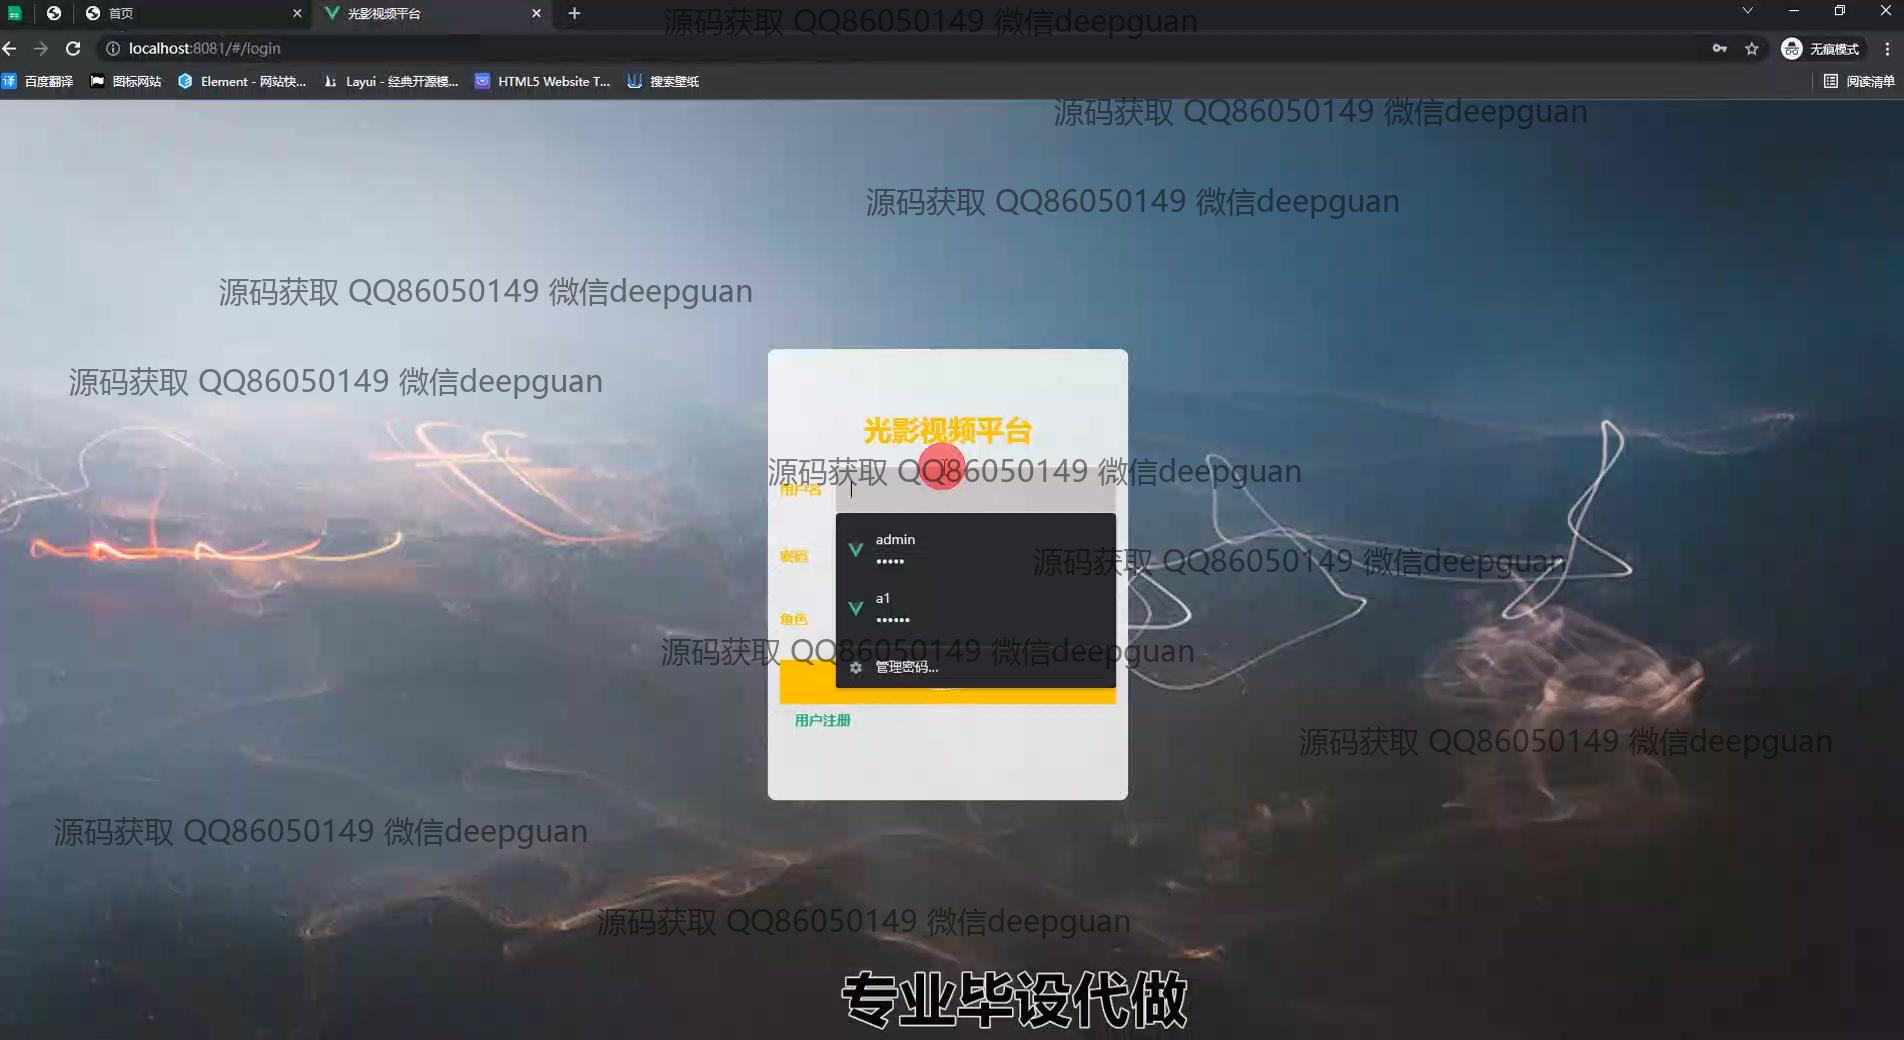 首页
光影视频平台
源码获取 QQ86050149 微信deepguan
localhost:8081/#/login
无痕模式
百度翻译
图标网站
Element - 网站快...
Layui - 经典开源模...
HTML5 Website T...
搜索壁纸
阅读清单
源码获取 QQ86050149 微信deepguan
源码获取 QQ86050149 微信deepguan
源码获取 QQ86050149 微信deepguan
源码获取 QQ86050149 微信deepguan
光影视频平台
源码获取 QQ86050149 微信deepguan
用户名
admin
•••••
密码
源码获取 QQ86050149 微信deepguan
a1
••••••
角色
源码获取 QQ86050149 微信deepguan
管理密码...
用户注册
源码获取 QQ86050149 微信deepguan
源码获取 QQ86050149 微信deepguan
源码获取 QQ86050149 微信deepguan
专业毕设代做